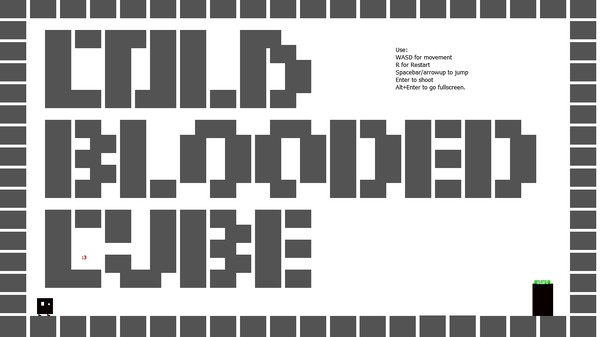 COLD
BLOODED
CUBE
Use:
WASD for movement
R for Restart
Spacebar/arrowup to jump
Enter to shoot
Alt+Enter to go fullscreen.